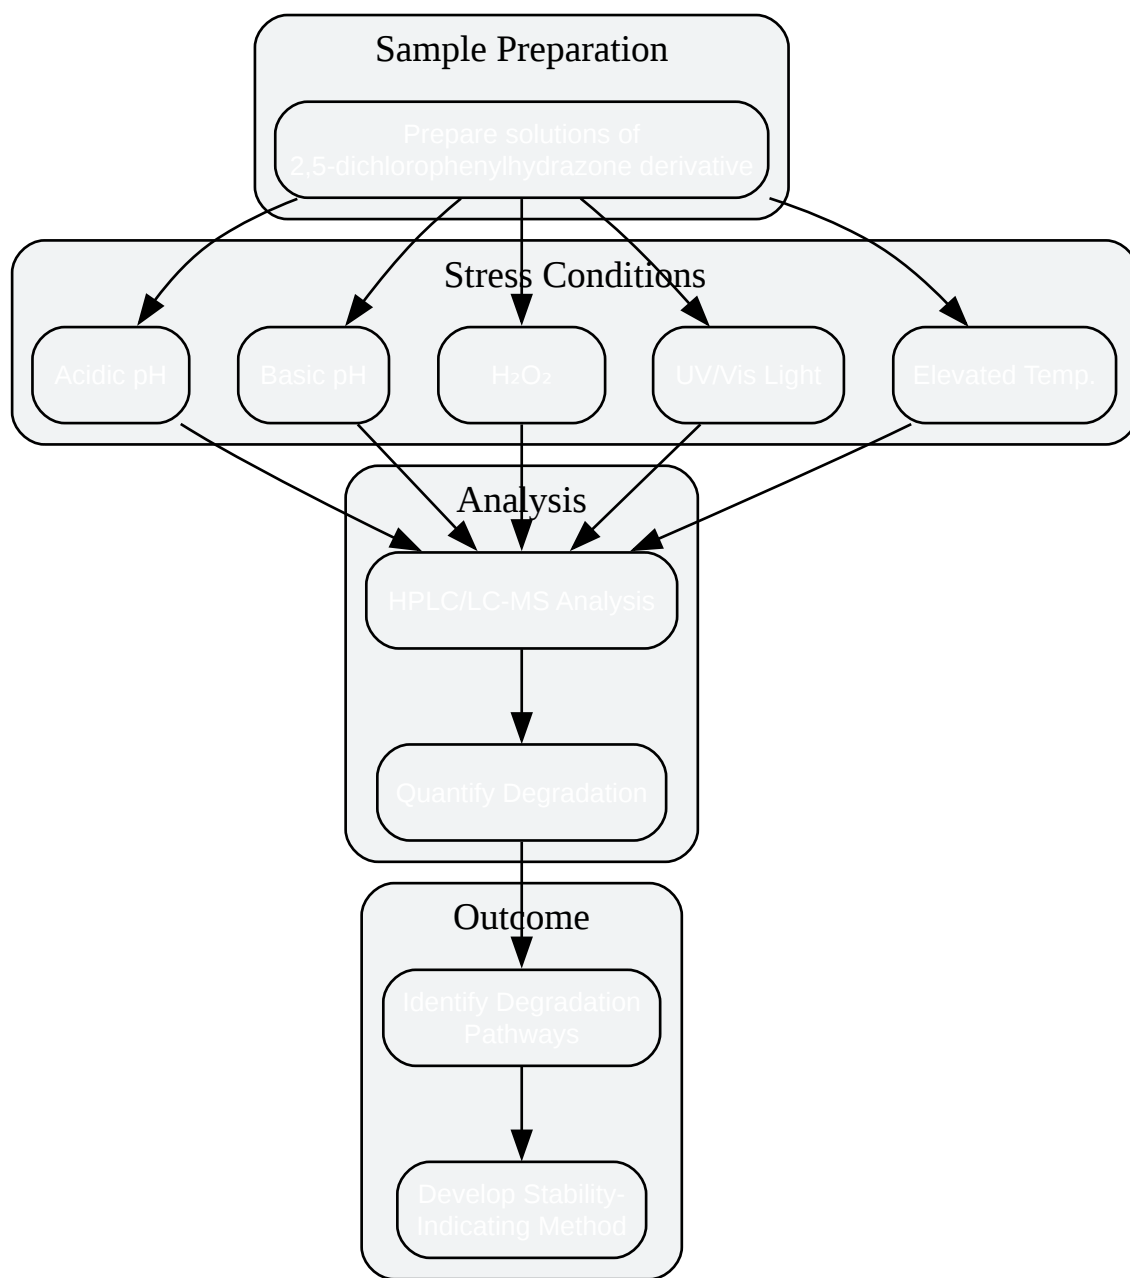 Sample Preparation
Prepare solutions of
2,5-dichlorophenylhydrazone derivative
Stress Conditions
Acidic pH
Basic pH
H₂O₂
UV/Vis Light
Elevated Temp.
Analysis
HPLC/LC-MS Analysis
Quantify Degradation
Outcome
Identify Degradation
Pathways
Develop Stability-
Indicating Method